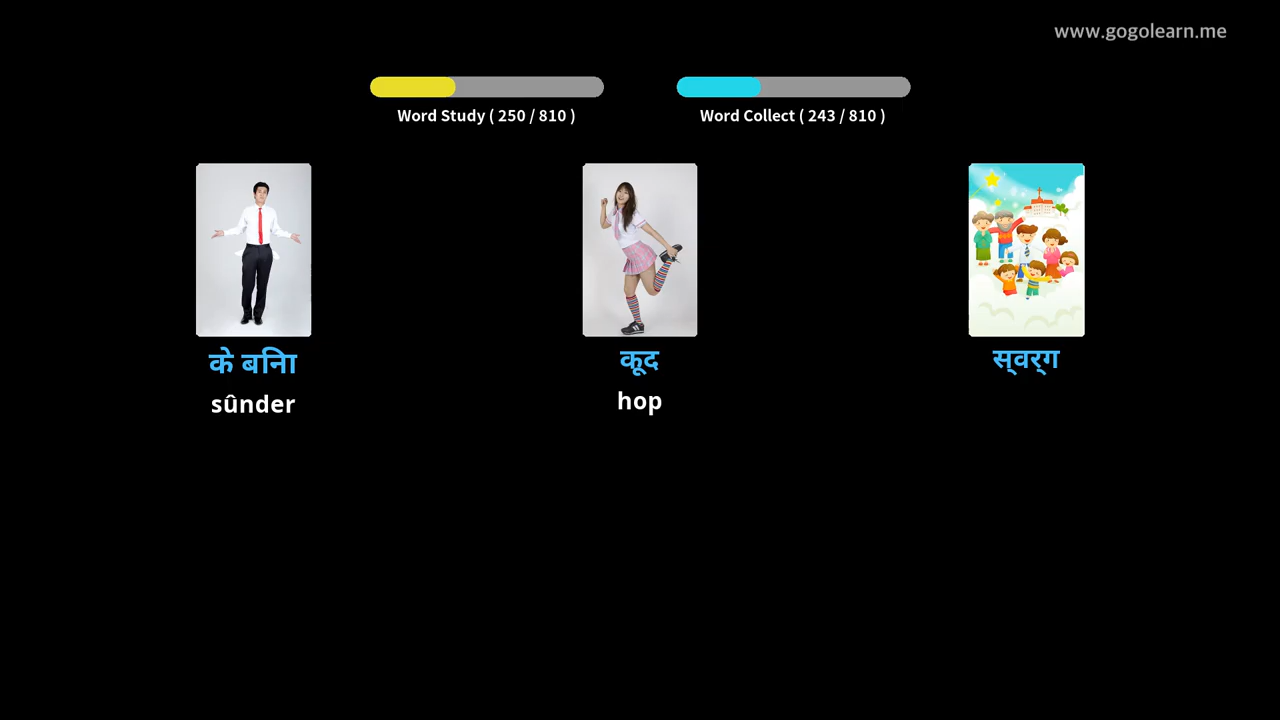 www.gogolearn.me
Word Study ( 250 / 810 )
Word Collect ( 243 / 810 )
के बिना
sûnder
कूद
hop
स्वर्ग